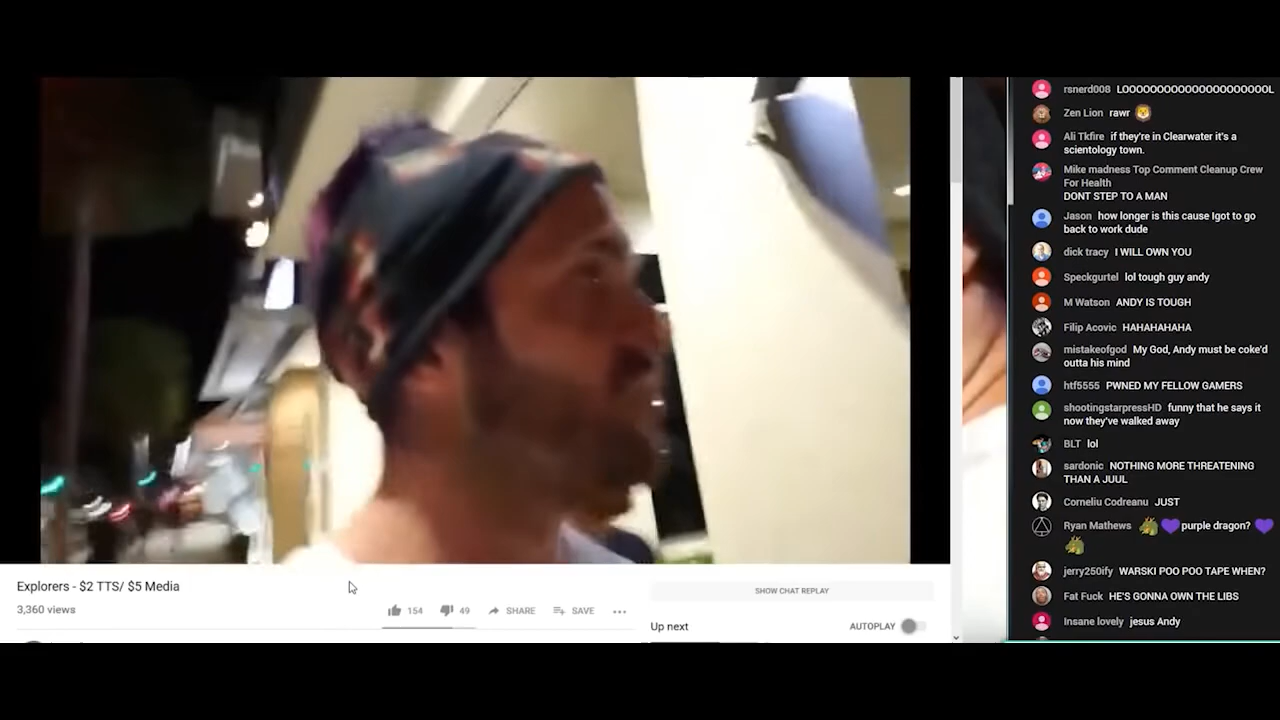 rsnerd008 LOOOOOOOOOOOOOOOOOOOOOL
Zen Lion rawr
Ali Tkfire if they're in Clearwater it's a
scientology town.
Mike madness Top Comment Cleanup Crew
For Health
DONT STEP TO A MAN
Jason how longer is this cause Igot to go
back to work dude
dick tracy I WILL OWN YOU
Speckgurtel lol tough guy andy
M Watson ANDY IS TOUGH
Filip Acovic HAHAHAHAHA
mistakeofgod My God, Andy must be coke'd
outta his mind
htf5555 PWNED MY FELLOW GAMERS
shootingstarpressHD funny that he says it
now they've walked away
BLT lol
sardonic NOTHING MORE THREATENING
THAN A JUUL
Corneliu Codreanu JUST
Ryan Mathews purple dragon?
jerry250ify WARSKI POO POO TAPE WHEN?
Fat Fuck HE'S GONNA OWN THE LIBS
Insane lovely jesus Andy
Explorers - $2 TTS/ $5 Media
3,360 views
154
49
SHARE
SAVE
SHOW CHAT REPLAY
Up next
AUTOPLAY